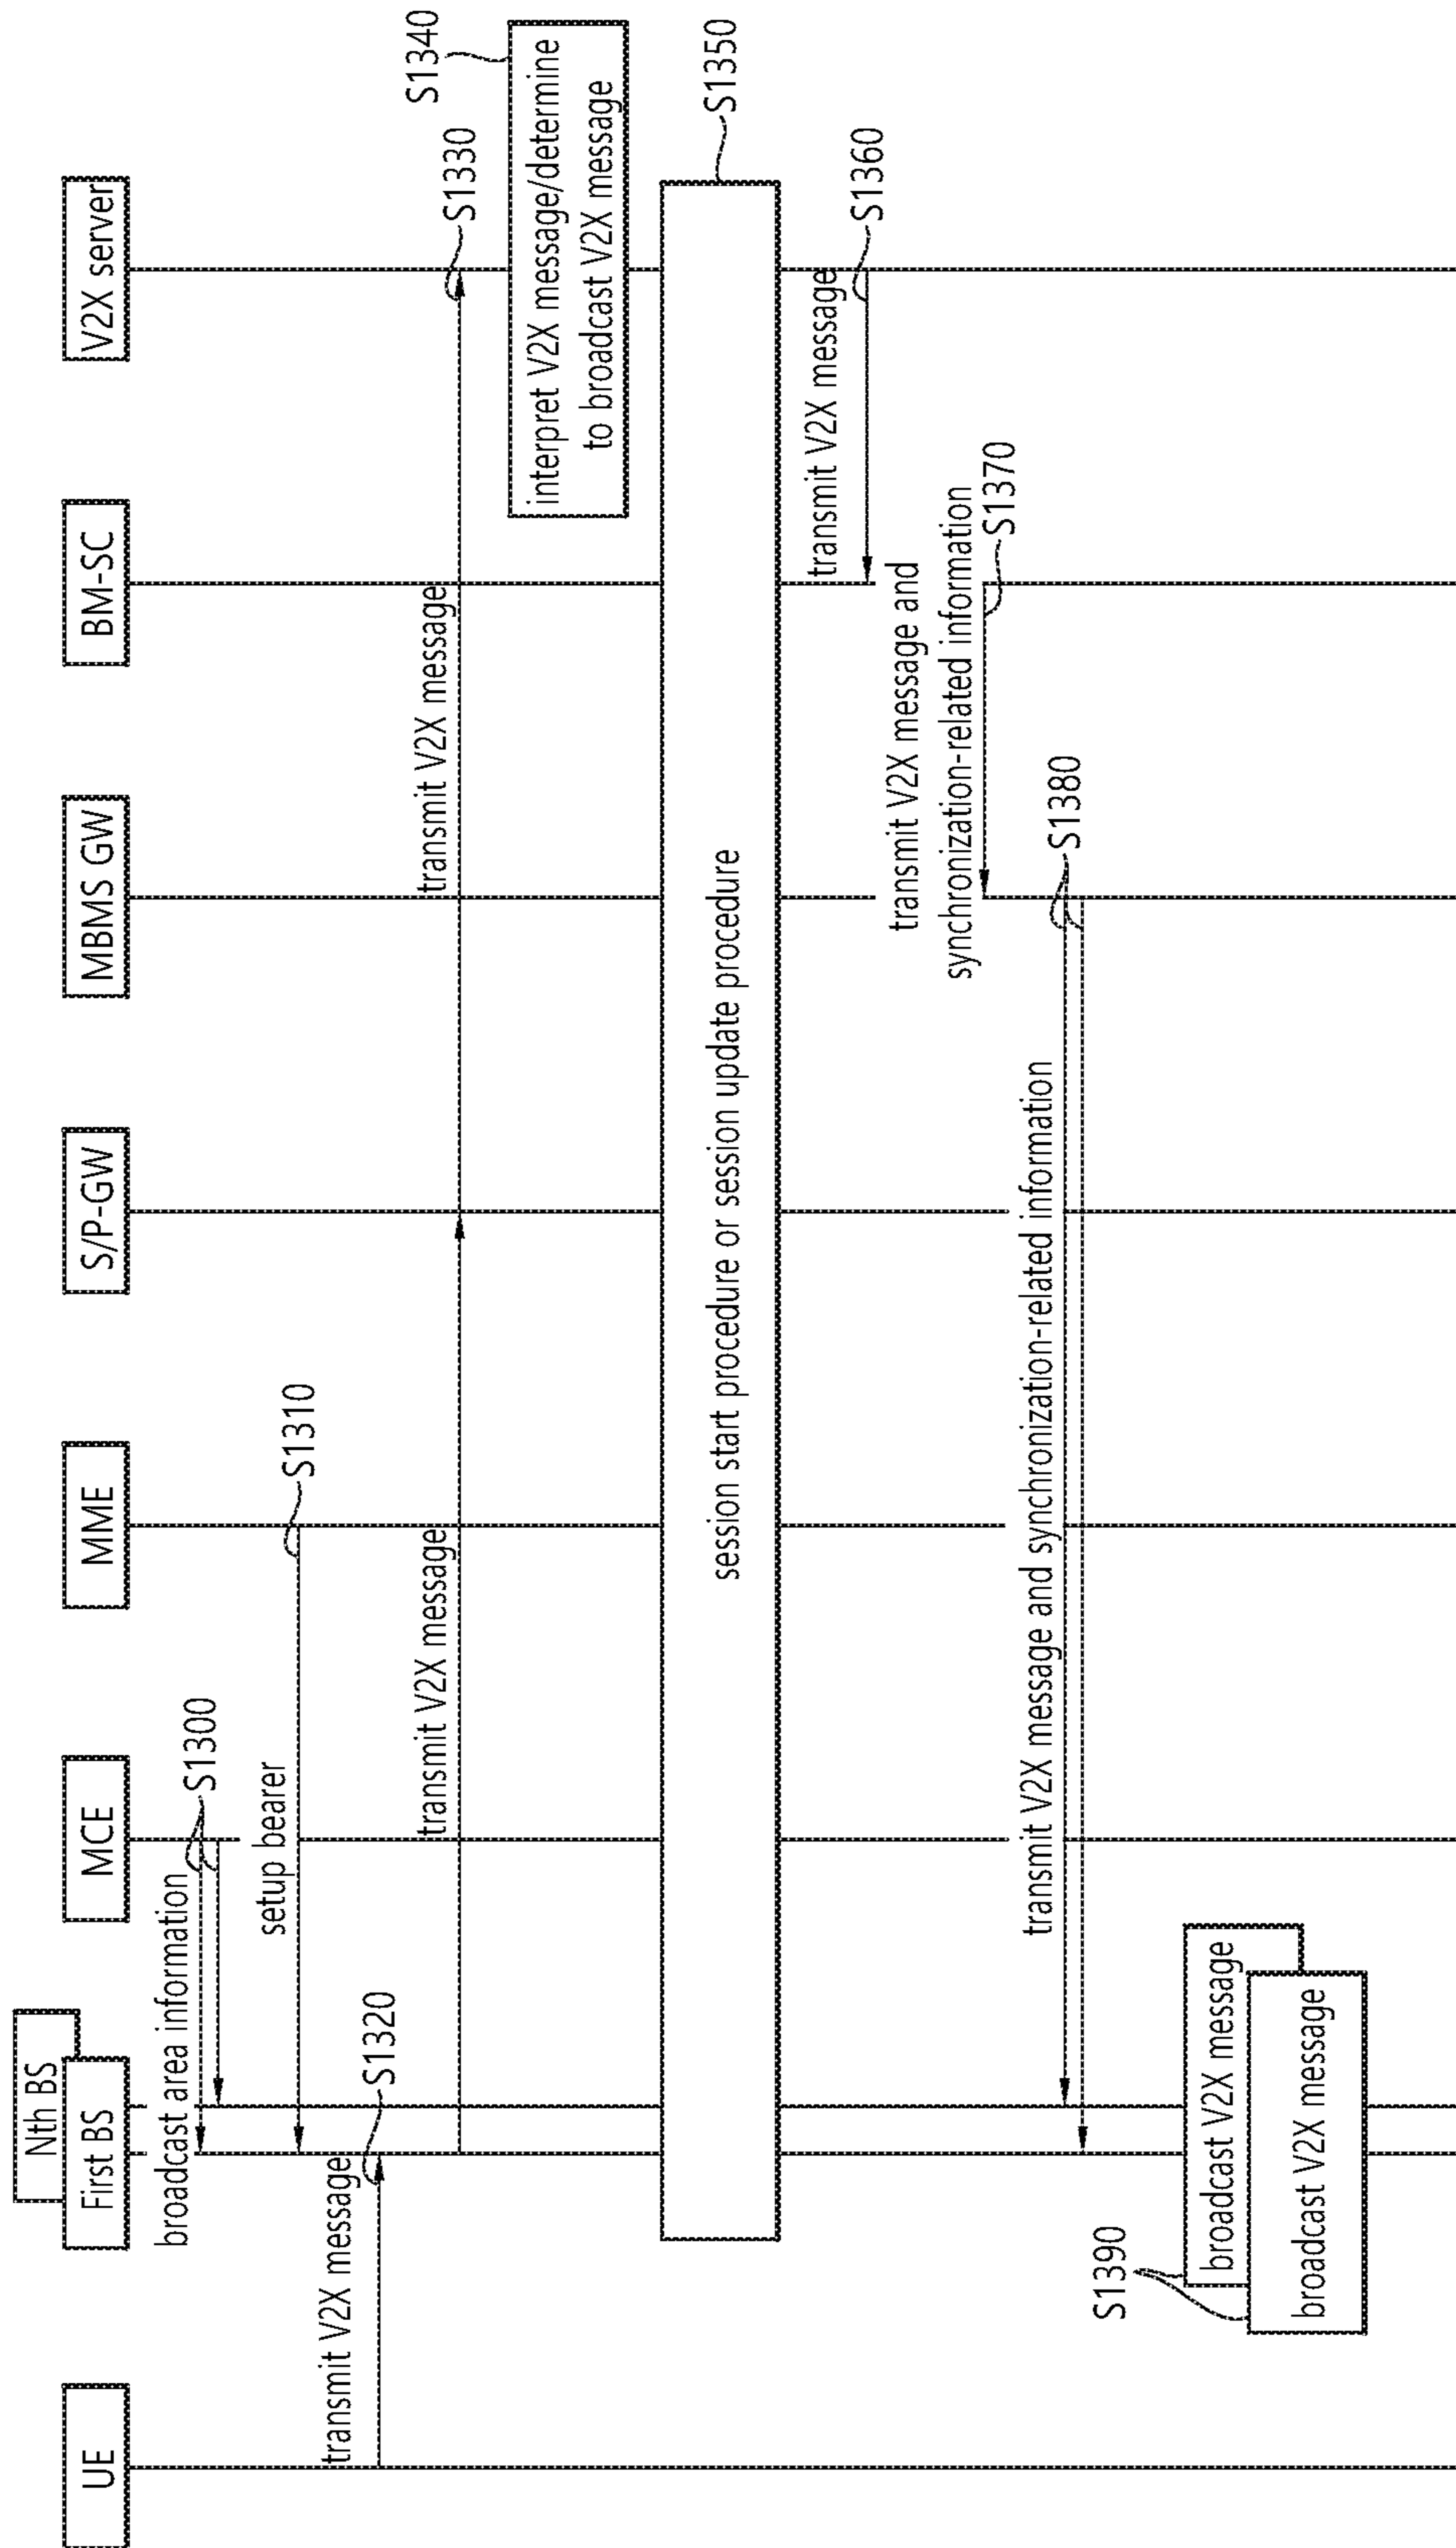 UE
Nth BS
First BS
MCE
MME
S/P-GW
MBMS GW
BM-SC
V2X server
broadcast area information
S1300
setup bearer
S1310
transmit V2X message
S1320
transmit V2X message
transmit V2X message
S1330
S1340
interpret V2X message/determine
to broadcast V2X message
session start procedure or session update procedure
S1350
transmit V2X message
S1360
transmit V2X message and
synchronization-related information
S1370
transmit V2X message and synchronization-related information
S1380
S1390
broadcast V2X message
broadcast V2X message